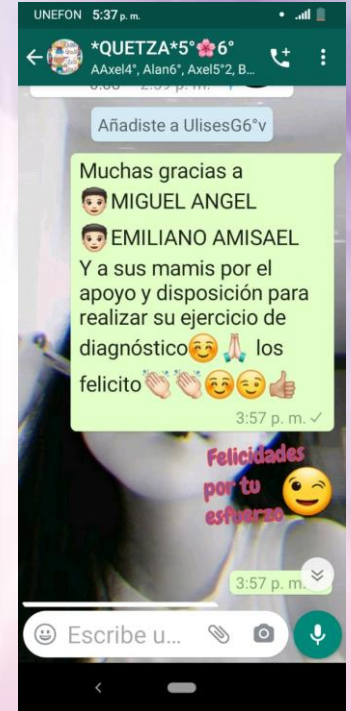 UNEFON 5:37 p. m.
*QUETZA*5°🌸6°
AAxel4°, Alan6°, Axel5°2, B...
2:59 p. m.
Añadiste a UlisesG6°v
Muchas gracias a
👦🏻MIGUEL ANGEL
👦🏻EMILIANO AMISAEL
Y a sus mamis por el
apoyo y disposición para
realizar su ejercicio de
diagnóstico☺️🙏🏻 los
felicito👏🏻👏🏻☺️😉👍🏼
3:57 p. m.
Felicidades
por tu
esfuerzo
3:57 p. m.
Escribe u...